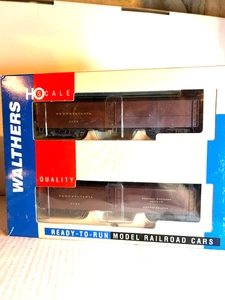 WALTHERS
HO SCALE
PENNSYLVANIA
QUALITY
PENNSYLVANIA
READY-TO-RUN MODEL RAILROAD CARS